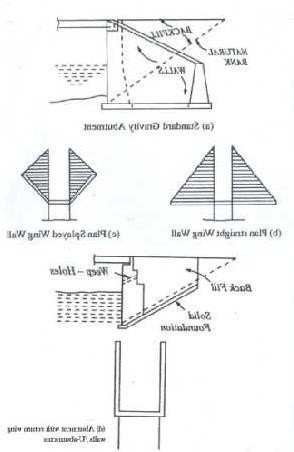 BACKFILL
NATURAL
BANK
WALLS
(a) Standard Gravity Abutment
(c) Plan Splayed Wing Wall
(b) Plan straight Wing Wall
Weep - Holes
Back Fill
Solid
Foundation
(d) Abutment with return wing
walls /U-abutments